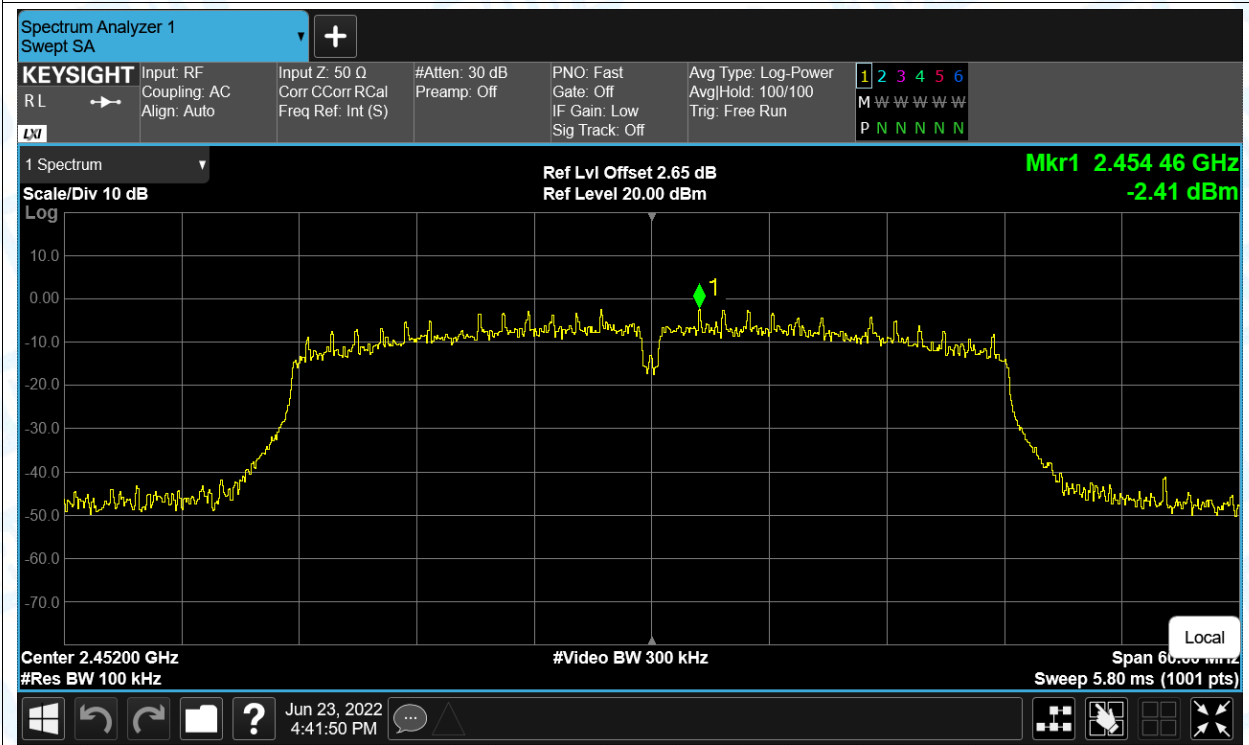 Spectrum Analyzer 1
Swept SA
KEYSIGHT
R L
LXI
Input: RF
Coupling: AC
Align: Auto
Input Z: 50 Ω
Corr CCorr RCal
Freq Ref: Int (S)
#Atten: 30 dB
Preamp: Off
PNO: Fast
Gate: Off
IF Gain: Low
Sig Track: Off
Avg Type: Log-Power
Avg|Hold: 100/100
Trig: Free Run
1 2 3 4 5 6
M W W W W W
P N N N N N
1 Spectrum
Scale/Div 10 dB
Log
Ref Lvl Offset 2.65 dB
Ref Level 20.00 dBm
Mkr1 2.454 46 GHz
-2.41 dBm
10.0
0.00
-10.0
-20.0
-30.0
-40.0
-50.0
-60.0
-70.0
1
Local
Center 2.45200 GHz
#Res BW 100 kHz
#Video BW 300 kHz
Span 60.00 MHz
Sweep 5.80 ms (1001 pts)
?
Jun 23, 2022
4:41:50 PM